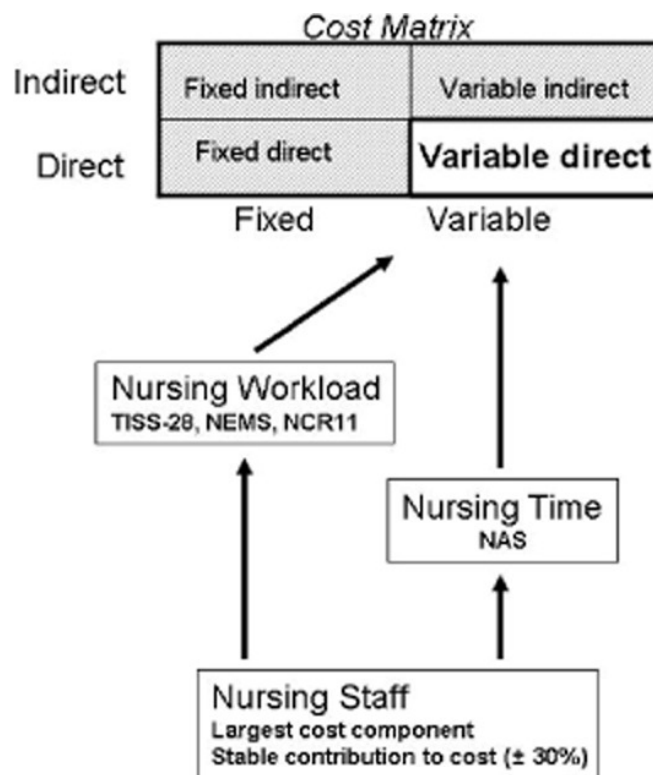 Cost Matrix
Indirect
Fixed indirect
Variable indirect
Direct
Fixed direct
Variable direct
Fixed
Variable
Nursing Workload
TISS-28, NEMS, NCR11
Nursing Time
NAS
Nursing Staff
Largest cost component
Stable contribution to cost (± 30%)